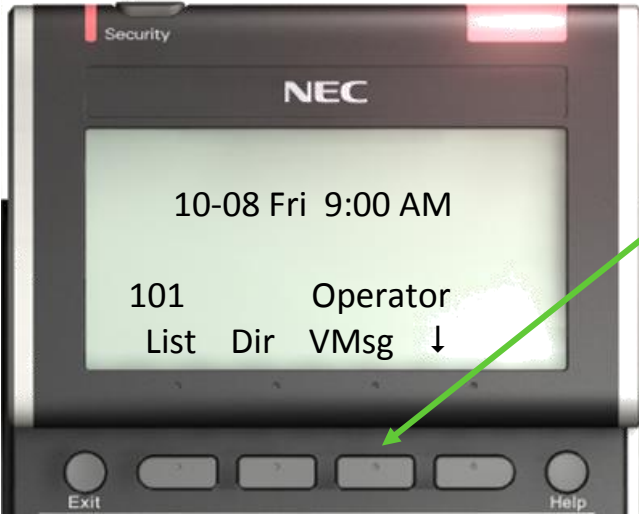 Security
NEC
10-08 Fri 9:00 AM
101 Operator
List Dir VMsg ↓
Exit
Help